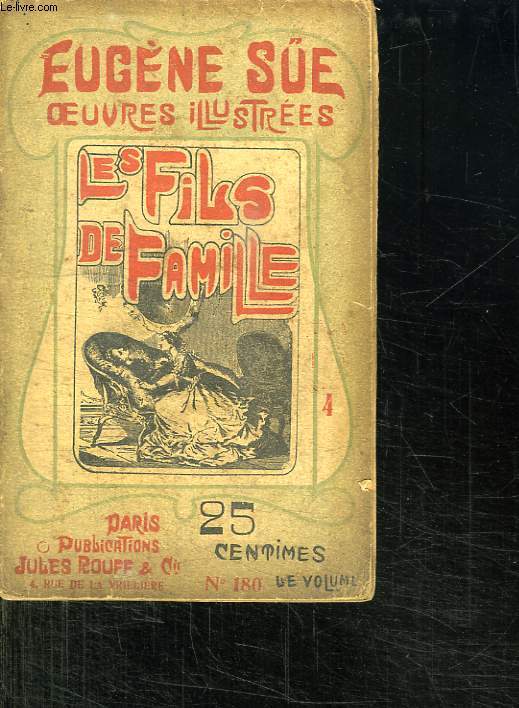 Le-livre.com
EUGÈNE SÜE
ŒUVRES ILLUSTRÉES
LES FILS
DE FAMILLE
4
PARIS
PUBLICATIONS
JULES ROUFF & Cie
4, RUE DE LA VRILLIÈRE
25
CENTIMES
LE VOLUME
N° 180